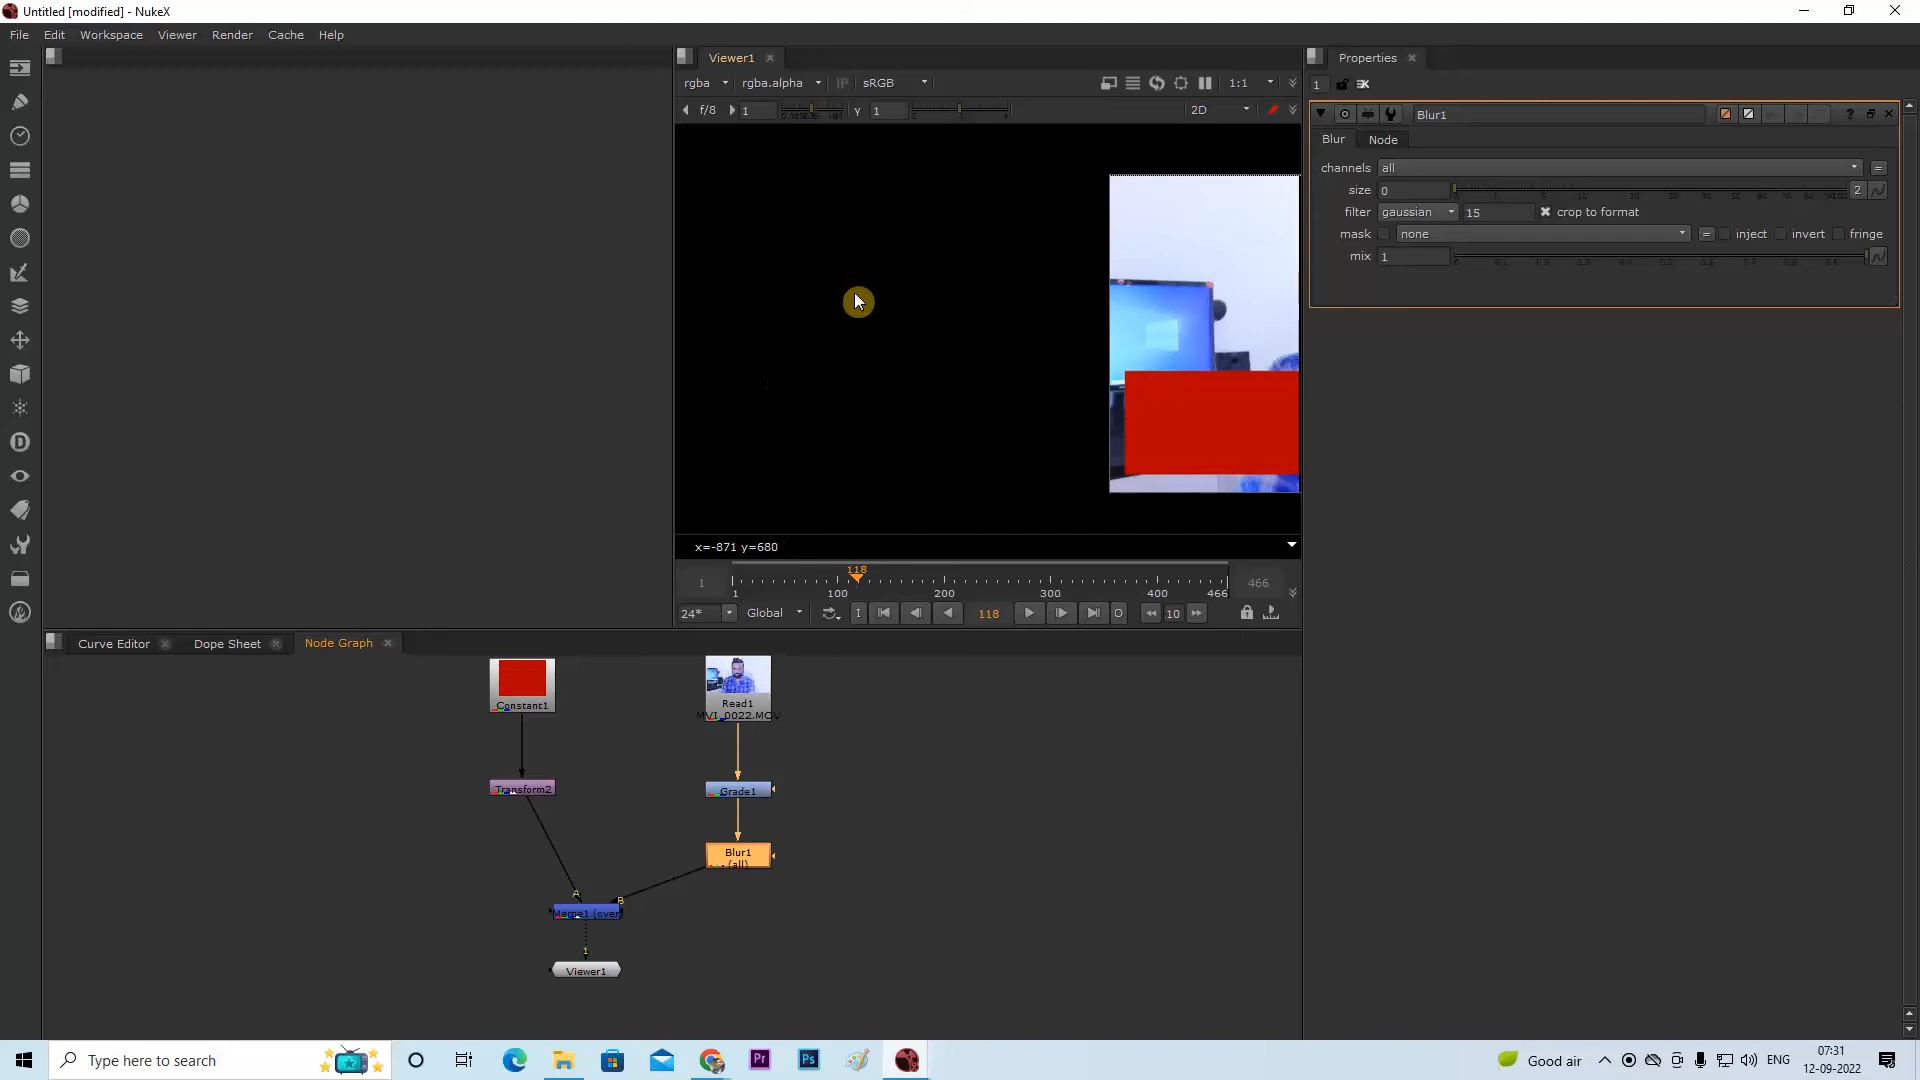 Untitled [modified] - NukeX
File Edit Workspace Viewer Render Cache Help
Viewer1
rgba rgba.alpha IP sRGB 1:1
f/8 1 γ 1 2D
x=-871 y=680
118
1 466
1 100 200 300 400 466
24* Global I 118 O 10
Properties
1
Blur1
Blur Node
channels all =
size 0 2
filter gaussian 15 crop to format
mask none = inject invert fringe
mix 1
Curve Editor Dope Sheet Node Graph
Constant1
Read1
MVI_0022.MOV
Transform2
Grade1
Blur1
(all)
A
B
Merge1 (over
1
Viewer1
Type here to search
Good air ENG
07:31
12-09-2022